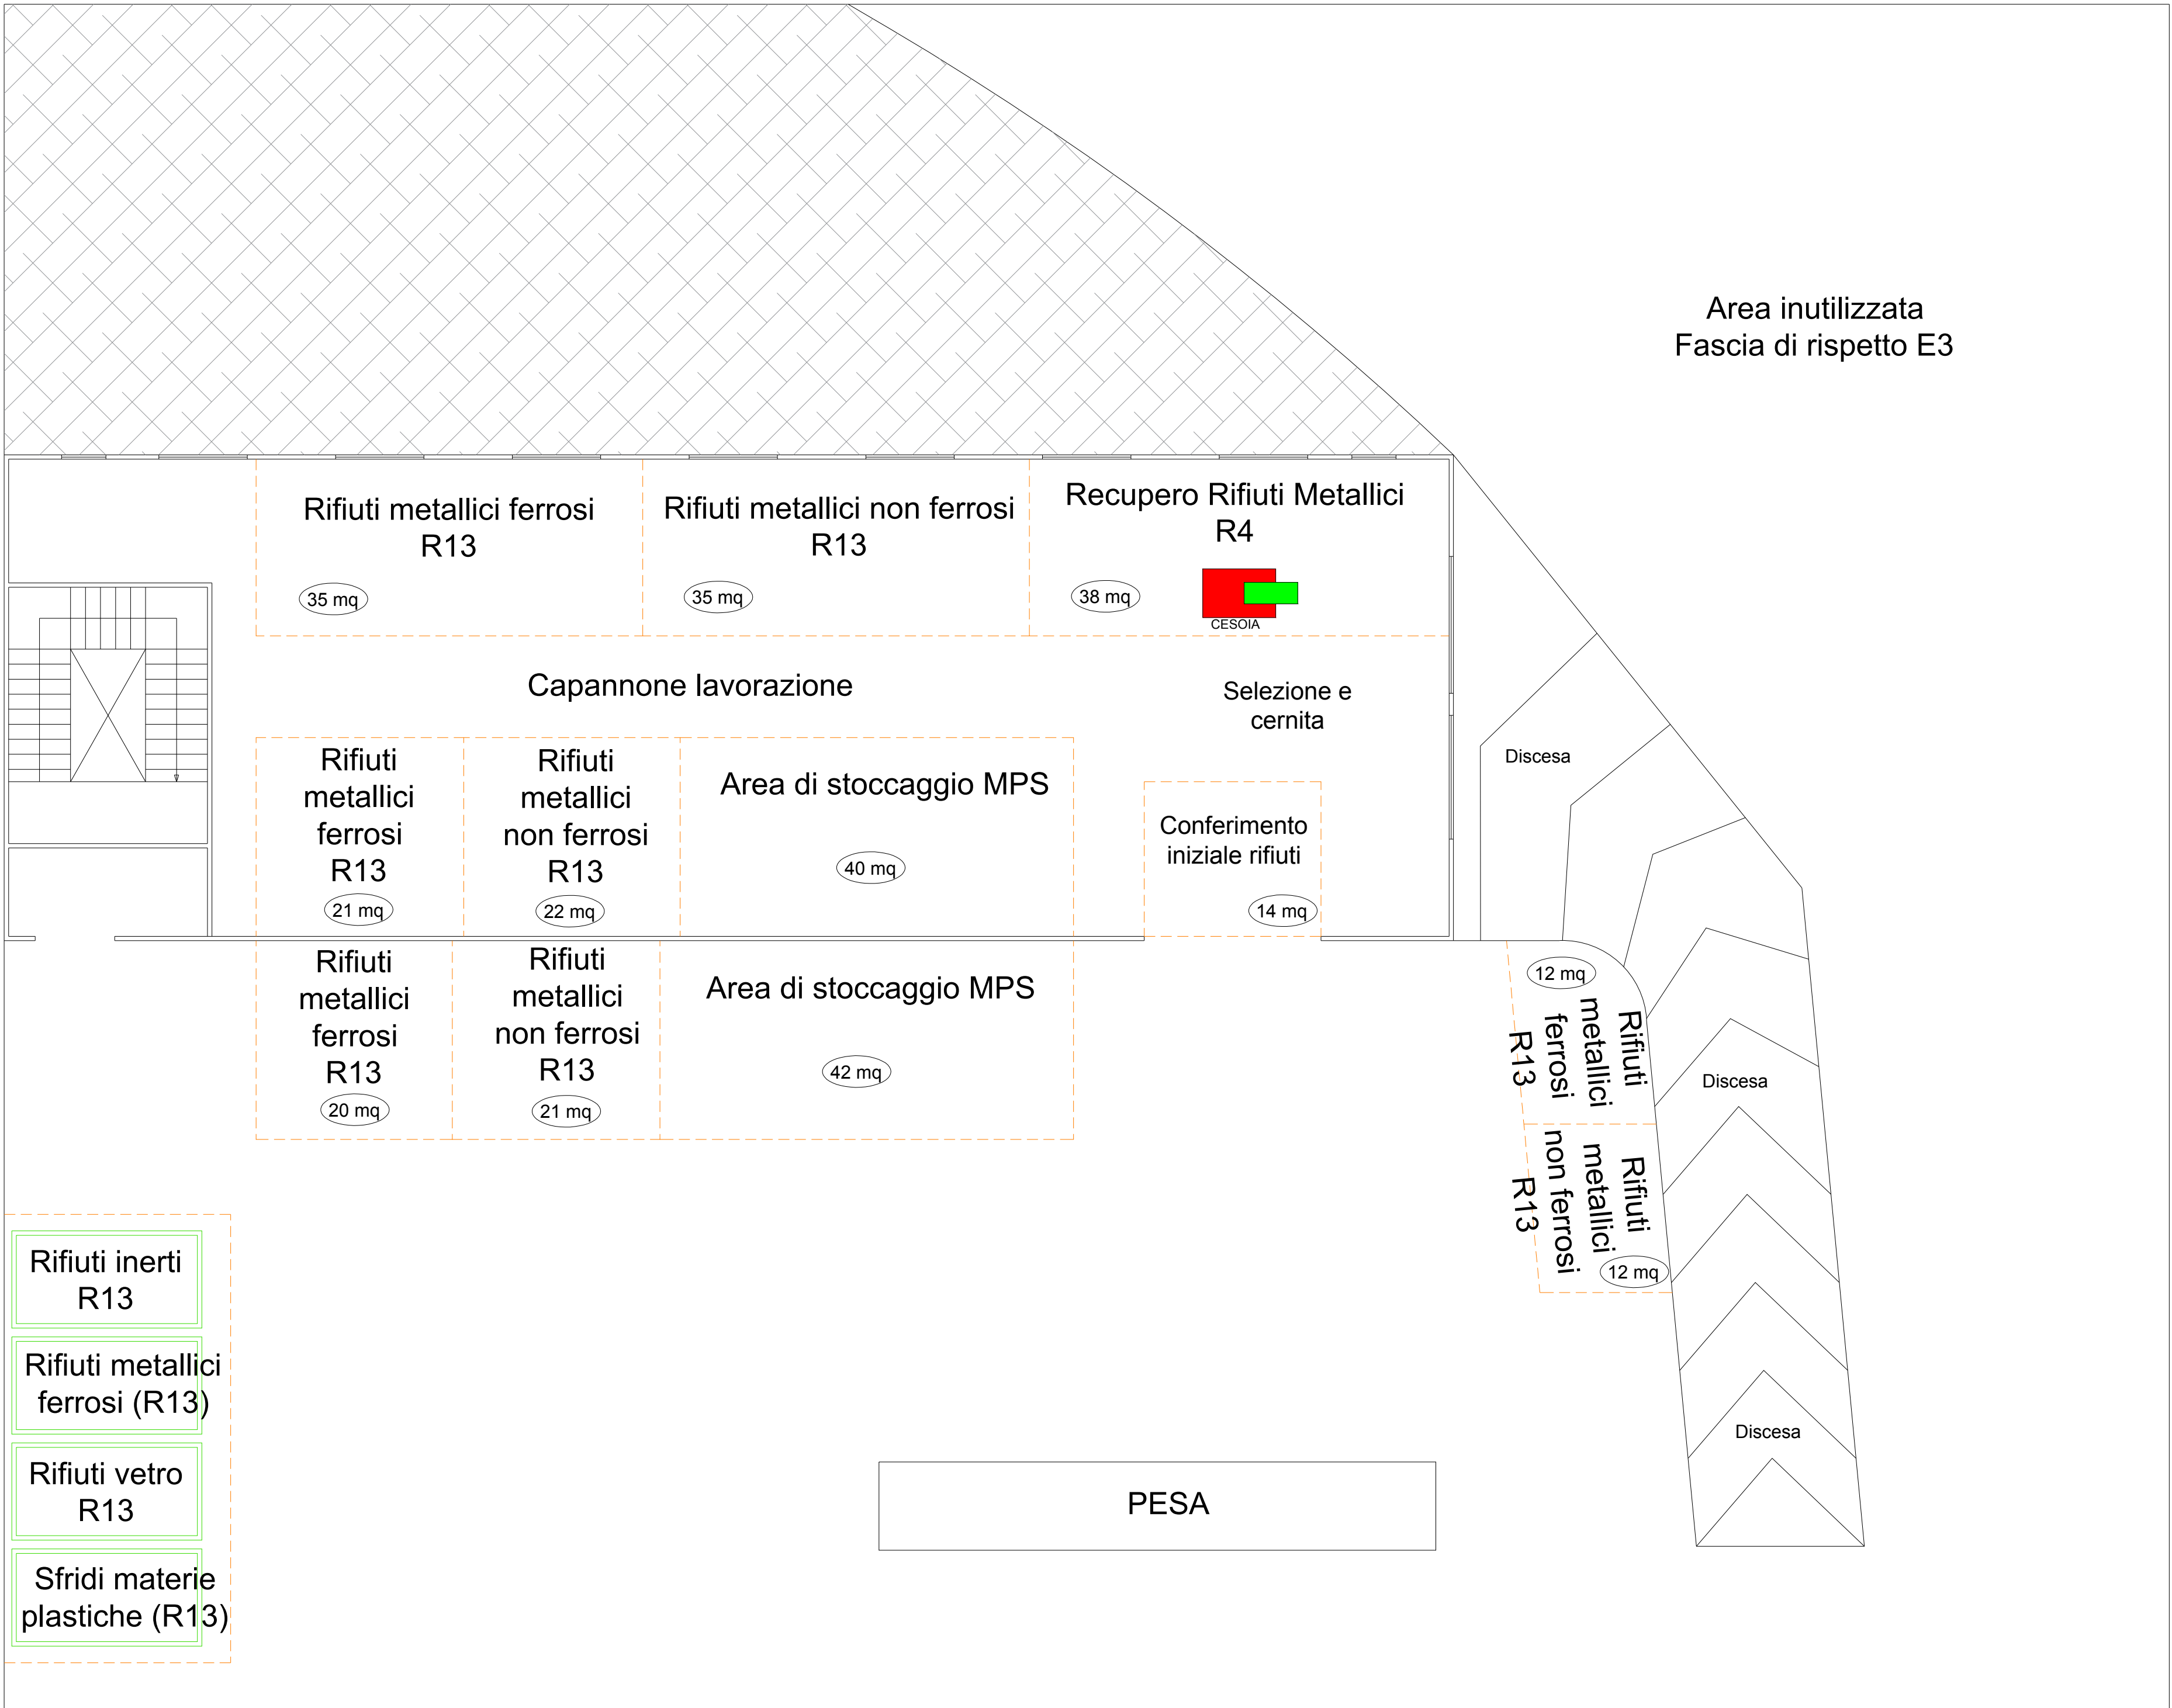 Area inutilizzata
Fascia di rispetto E3
Rifiuti metallici ferrosi
R13
35 mq
Rifiuti metallici non ferrosi
R13
35 mq
Recupero Rifiuti Metallici
R4
38 mq
CESOIA
Capannone lavorazione
Selezione e
cernita
Discesa
Rifiuti
metallici
ferrosi
R13
21 mq
Rifiuti
metallici
non ferrosi
R13
22 mq
Area di stoccaggio MPS
40 mq
Conferimento
iniziale rifiuti
14 mq
Rifiuti
metallici
ferrosi
R13
20 mq
Rifiuti
metallici
non ferrosi
R13
21 mq
Area di stoccaggio MPS
42 mq
12 mq
Rifiuti
metallici
ferrosi
R13
Discesa
Rifiuti
metallici
non ferrosi
R13
12 mq
Rifiuti inerti
R13
Rifiuti metallici
ferrosi (R13)
Rifiuti vetro
R13
Sfridi materie
plastiche (R13)
PESA
Discesa